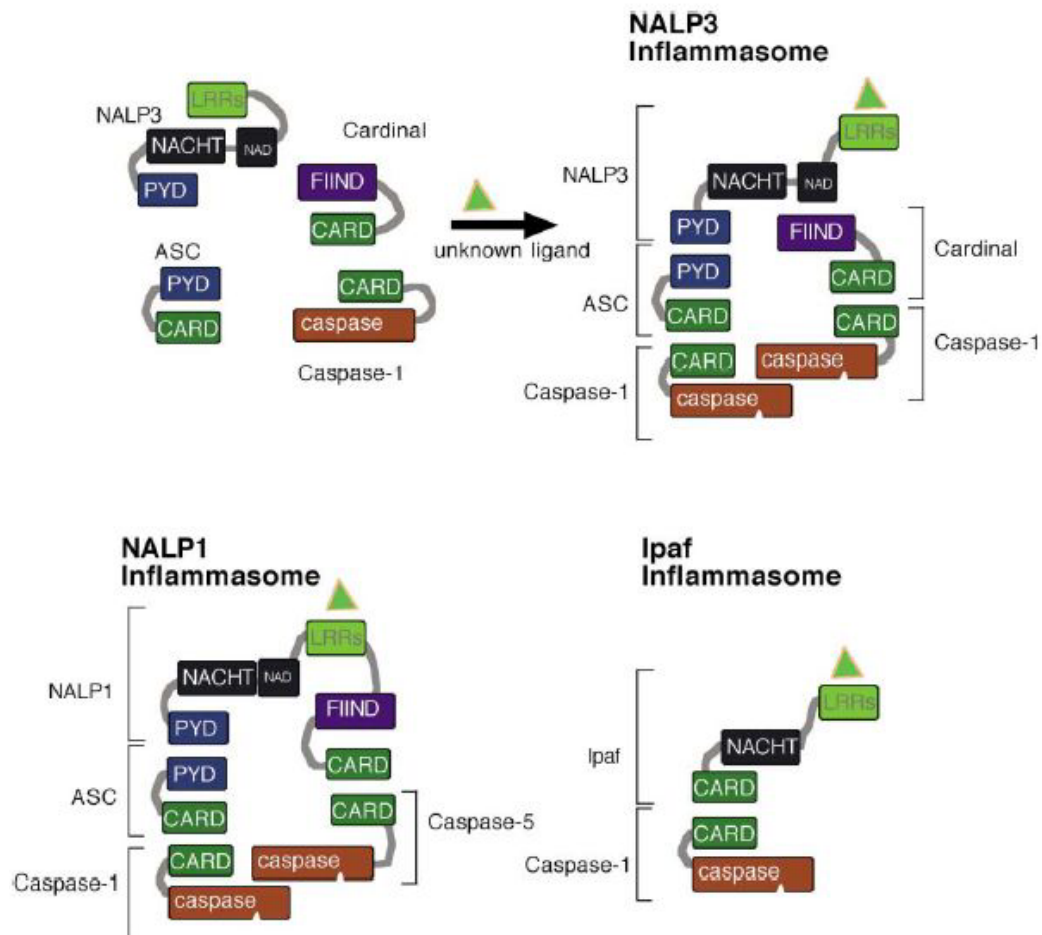 NALP3
Inflammasome
NALP3
LRRs
NACHT
NAD
PYD
Cardinal
FIIND
CARD
ASC
PYD
CARD
CARD
caspase
Caspase-1
unknown ligand
LRRs
NALP3
NACHT
NAD
PYD
FIIND
Cardinal
CARD
ASC
PYD
CARD
CARD
Caspase-1
caspase
Caspase-1
CARD
caspase
NALP1
Inflammasome
LRRs
NALP1
NACHT
NAD
PYD
FIIND
CARD
ASC
PYD
CARD
CARD
Caspase-5
caspase
Caspase-1
CARD
caspase
Ipaf
Inflammasome
LRRs
Ipaf
NACHT
CARD
Caspase-1
CARD
caspase